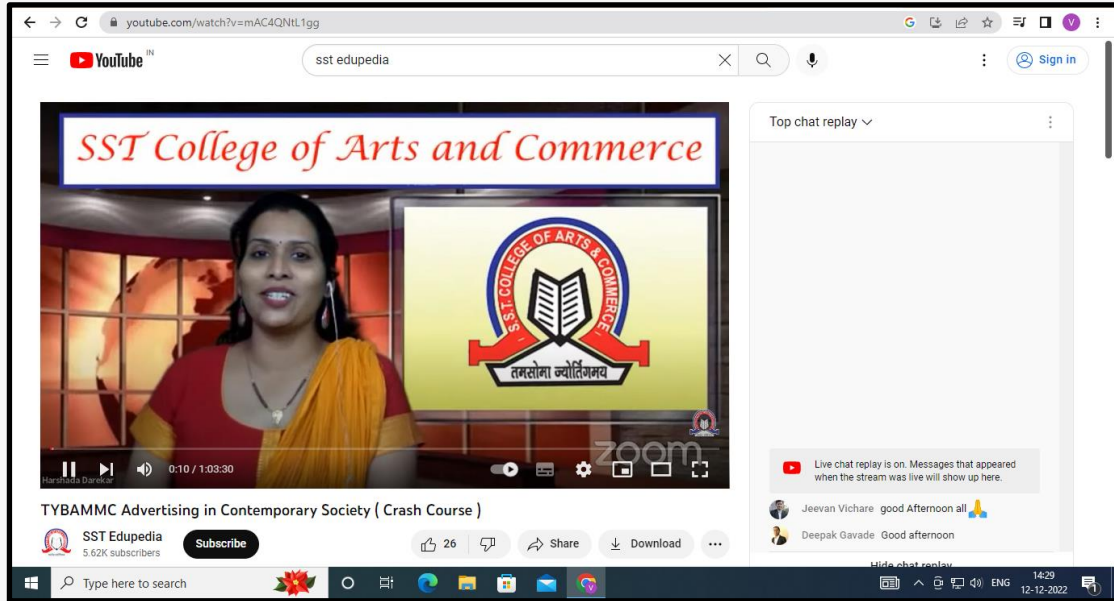 youtube.com/watch?v=mAC4QNtL1gg
YouTube IN
sst edupedia
Sign in
SST College of Arts and Commerce
S.S.T. COLLEGE OF ARTS & COMMERCE
तमसोमा ज्योर्तिगमय
zoom
0:10 / 1:03:30
Harshada Darekar
Top chat replay
Live chat replay is on. Messages that appeared
when the stream was live will show up here.
Jeevan Vichare good Afternoon all 🙏
Deepak Gavade Good afternoon
Hide chat replay
TYBAMMC Advertising in Contemporary Society ( Crash Course )
SST Edupedia
5.62K subscribers
Subscribe
26
Share
Download
Type here to search
ENG
14:29
12-12-2022
1